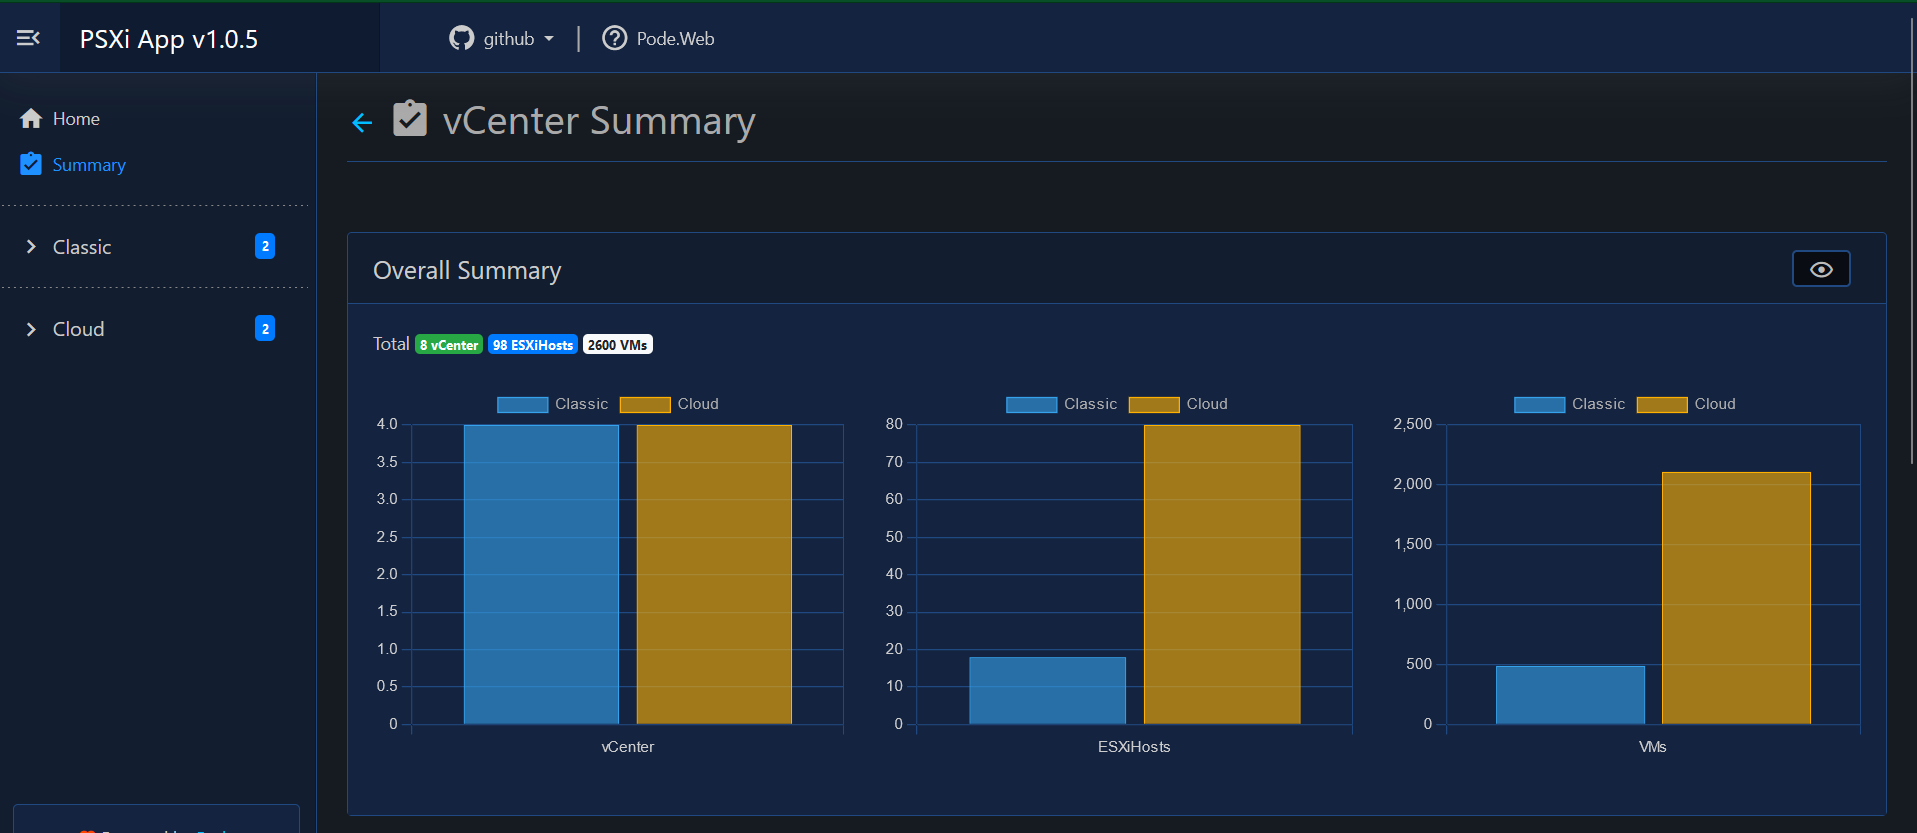 PSXi App v1.0.5
github
Pode.Web
Home
Summary
Classic 2
Cloud 2
vCenter Summary
Overall Summary
Total 8 vCenter 98 ESXiHosts 2600 VMs
Classic Cloud
4.0
3.5
3.0
2.5
2.0
1.5
1.0
0.5
0
vCenter
Classic Cloud
80
70
60
50
40
30
20
10
0
ESXiHosts
Classic Cloud
2,500
2,000
1,500
1,000
500
0
VMs